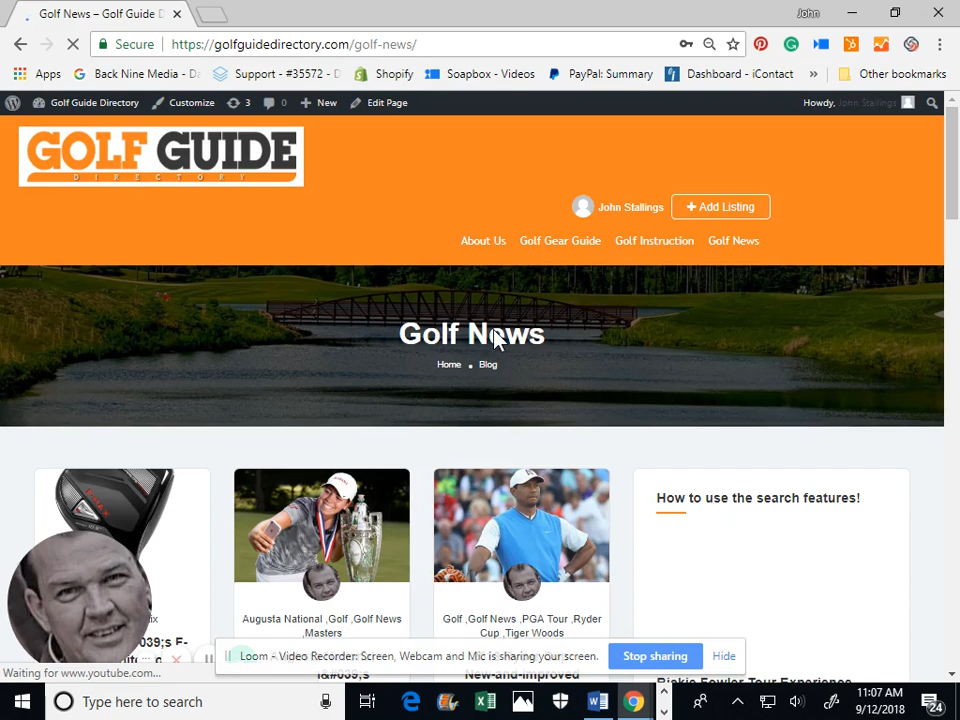 Golf News – Golf Guide D
John
Secure
https://golfguidedirectory.com/golf-news/
Apps
Back Nine Media - Da
Support - #35572 - D
Shopify
Soapbox - Videos
PayPal: Summary
Dashboard - iContact
»
Other bookmarks
Golf Guide Directory
Customize
3
0
New
Edit Page
Howdy, John Stallings
GOLF GUIDE
DIRECTORY
John Stallings
+ Add Listing
About Us
Golf Gear Guide
Golf Instruction
Golf News
Golf News
Home
Blog
How to use the search features!
Augusta National ,Golf ,Golf News
,Masters
Golf ,Golf News ,PGA Tour ,Ryder
Cup ,Tiger Woods
039;s F-
I&#039;s
New-and-improved
Loom - Video Recorder: Screen, Webcam and Mic is sharing your screen.
Stop sharing
Hide
Waiting for www.youtube.com...
Type here to search
11:07 AM
9/12/2018
24